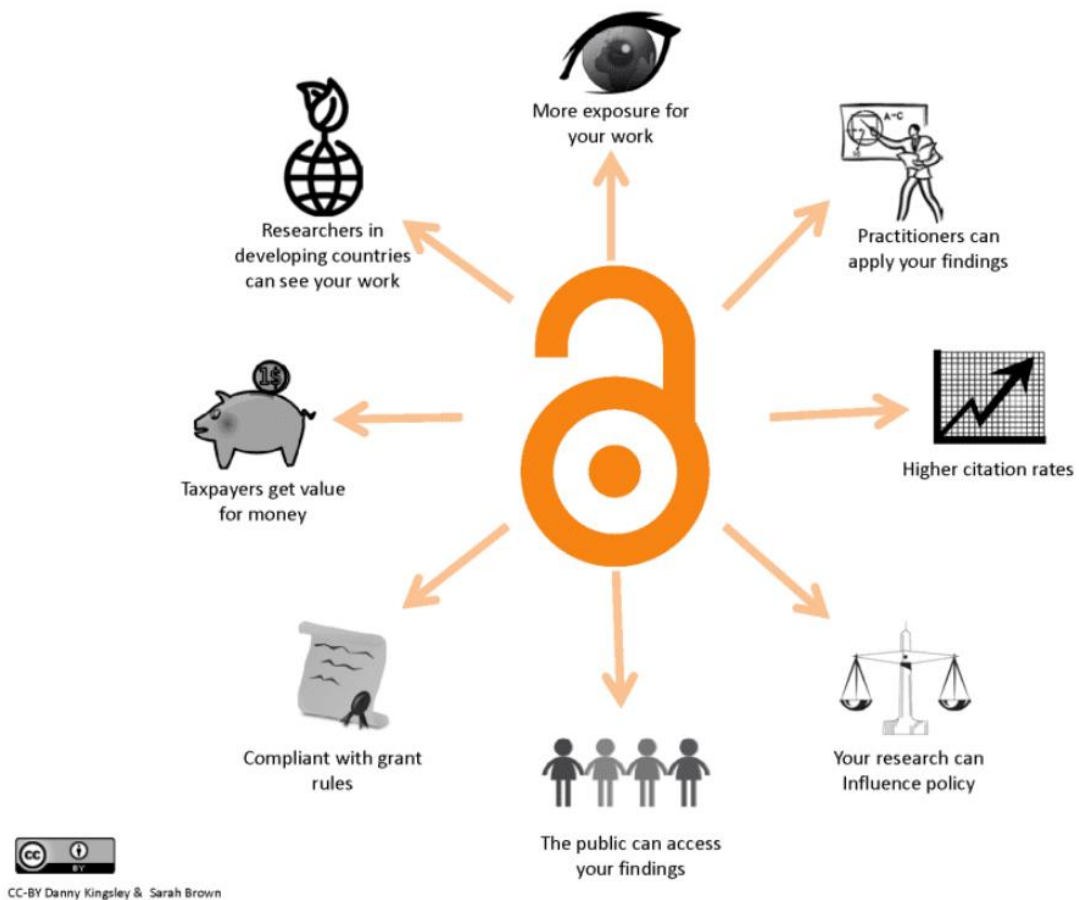 More exposure for
your work
A-C
Practitioners can
apply your findings
Researchers in
developing countries
can see your work
1$
Higher citation rates
Taxpayers get value
for money
Compliant with grant
rules
Your research can
Influence policy
The public can access
your findings
cc
BY
CC-BY Danny Kingsley & Sarah Brown